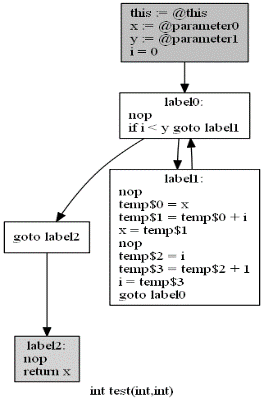 this := @this
x := @parameter0
y := @parameter1
i = 0
label0:
nop
if i < y goto label1
label1:
nop
temp$0 = x
temp$1 = temp$0 + i
x = temp$1
nop
temp$2 = i
temp$3 = temp$2 + 1
i = temp$3
goto label0
goto label2
label2:
nop
return x
int test(int,int)